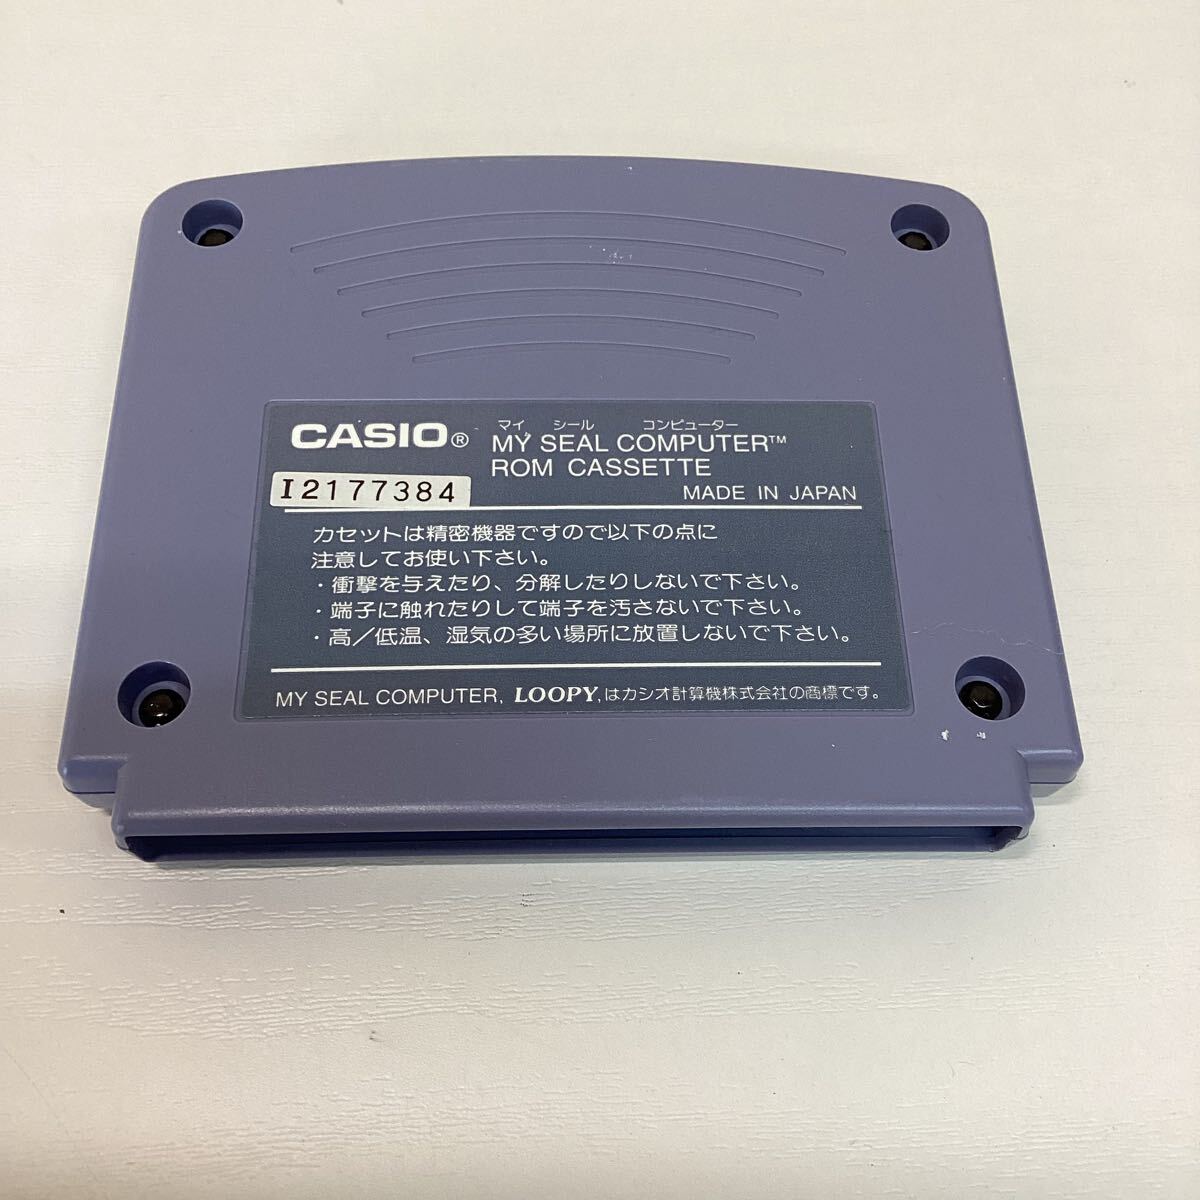 マイ シール コンピューター
CASIO® MY SEAL COMPUTER™
ROM CASSETTE
I2177384
MADE IN JAPAN
カセットは精密機器ですので以下の点に
注意してお使い下さい。
・衝撃を与えたり、分解したりしないで下さい。
・端子に触れたりして端子を汚さないで下さい。
・高/低温、湿気の多い場所に放置しないで下さい。
MY SEAL COMPUTER, LOOPY,はカシオ計算機株式会社の商標です。